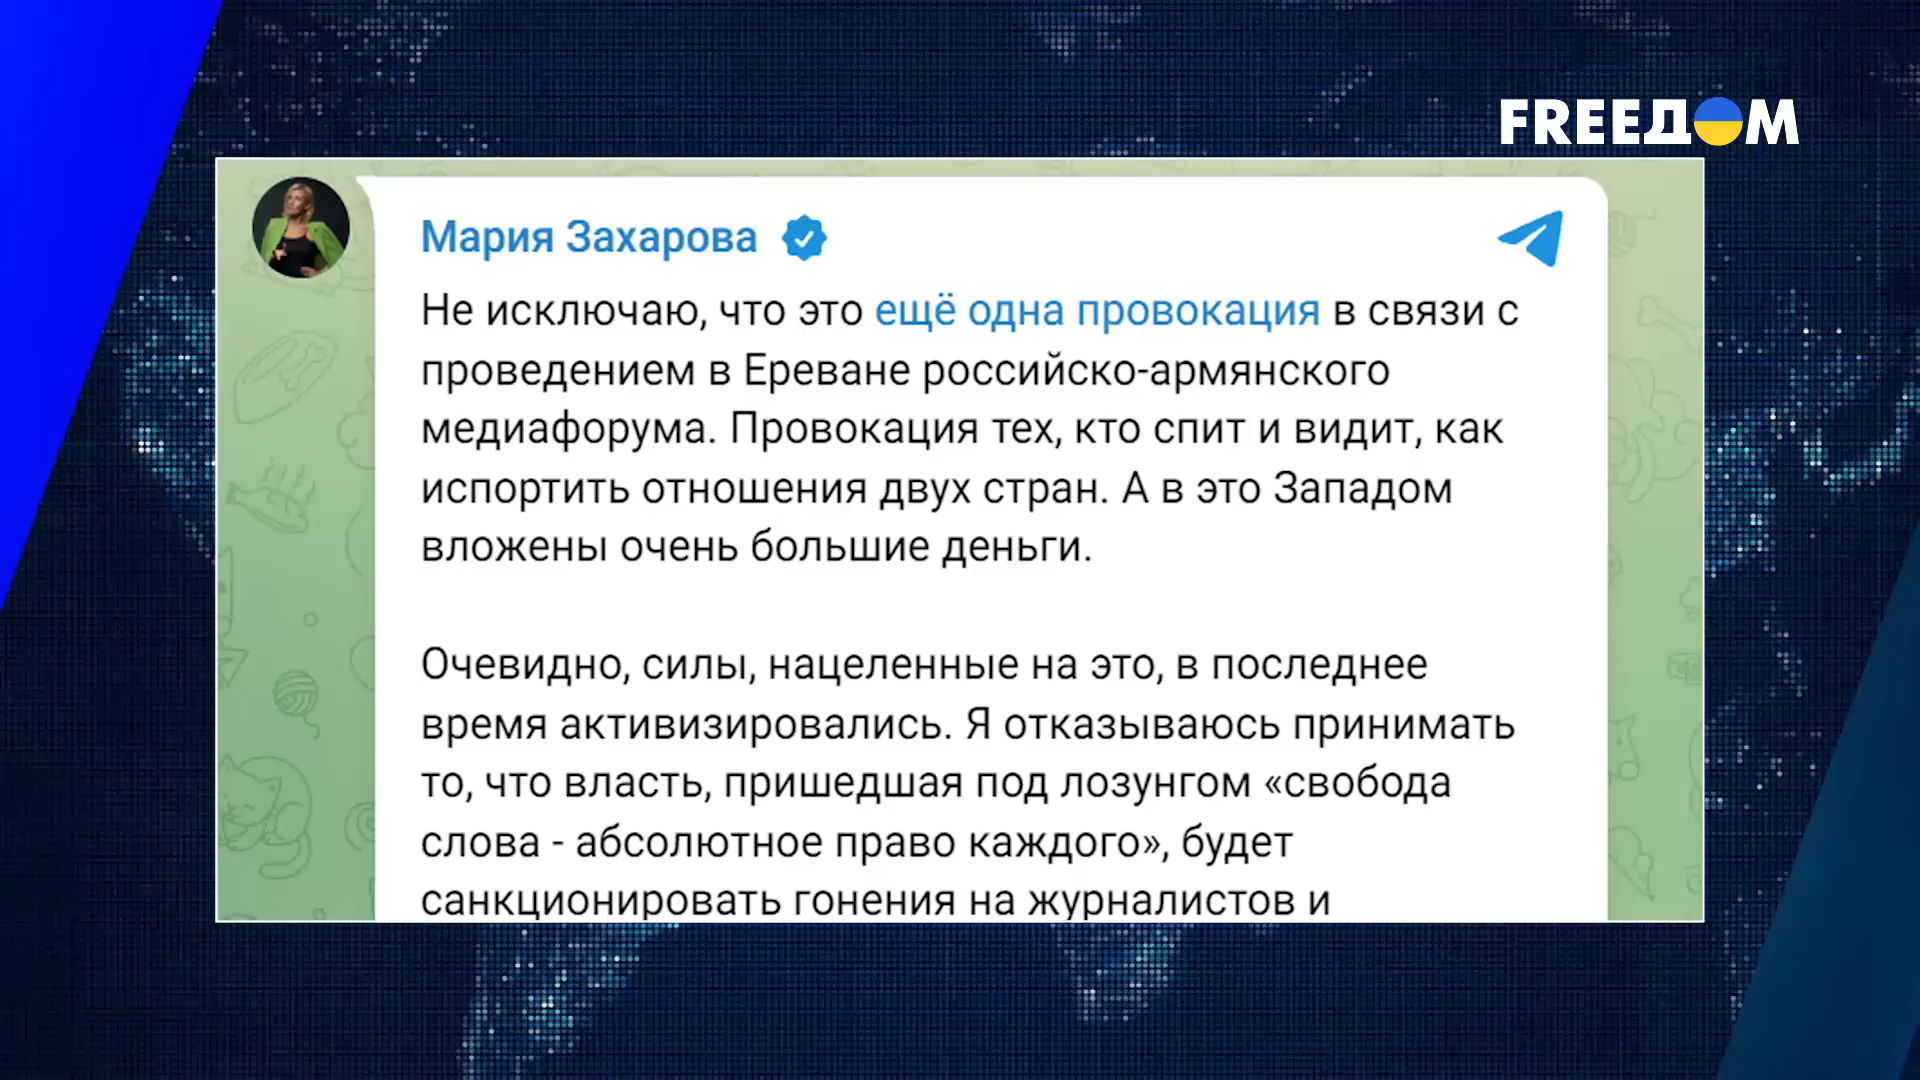 FREEДOM
Мария Захарова
Не исключаю, что это ещё одна провокация в связи с
проведением в Ереване российско-армянского
медиафорума. Провокация тех, кто спит и видит, как
испортить отношения двух стран. А в это Западом
вложены очень большие деньги.
Очевидно, силы, нацеленные на это, в последнее
время активизировались. Я отказываюсь принимать
то, что власть, пришедшая под лозунгом «свобода
слова - абсолютное право каждого», будет
санкционировать гонения на журналистов и